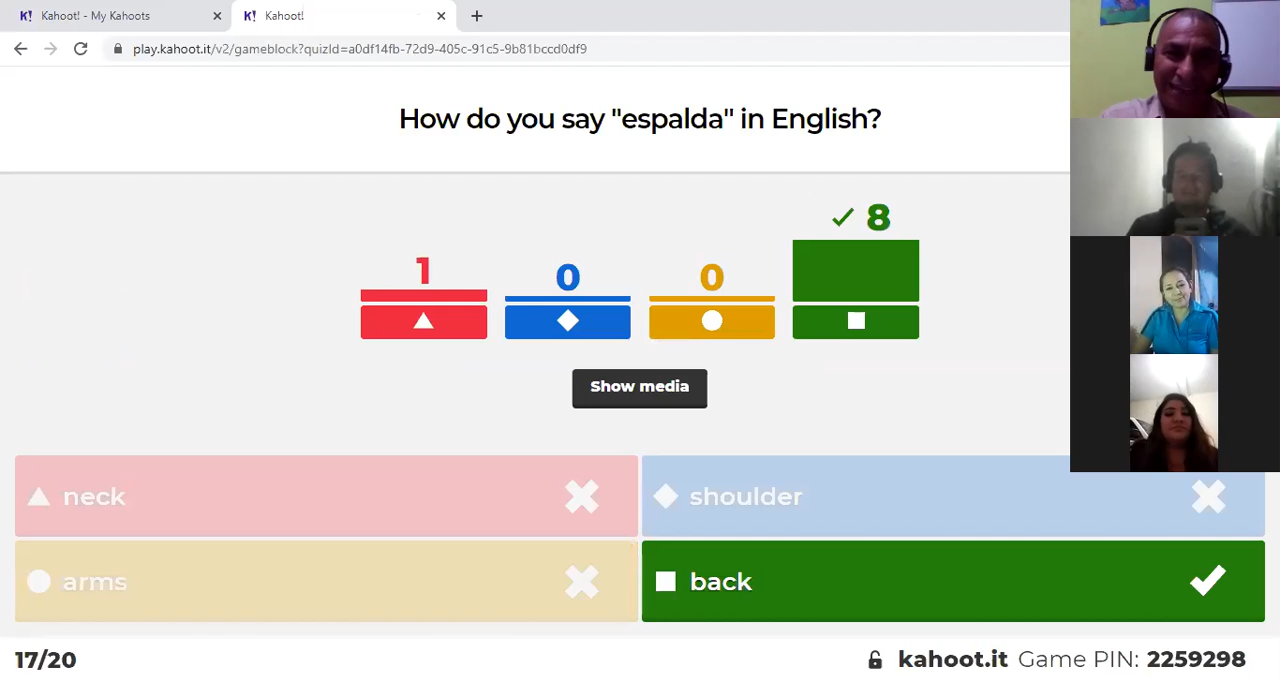 K! Kahoot! - My Kahoots
K! Kahoot!
play.kahoot.it/v2/gameblock?quizId=a0df14fb-72d9-405c-91c5-9b81bccd0df9
How do you say "espalda" in English?
1
0
0
8
Show media
neck
shoulder
arms
back
17/20
kahoot.it Game PIN: 2259298